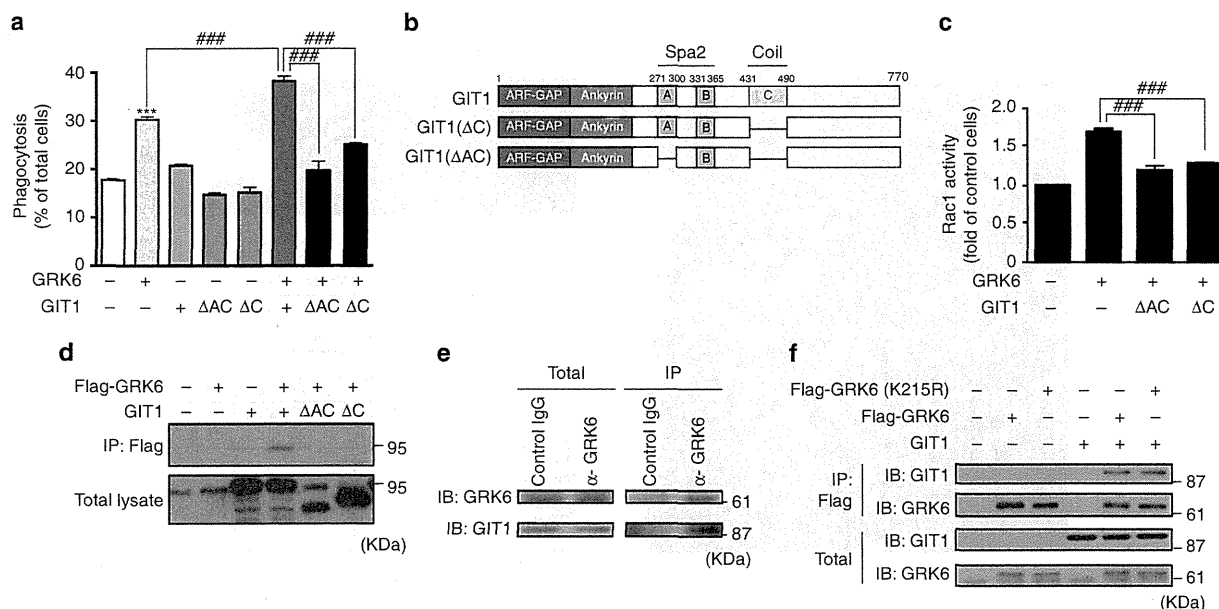 a
###
###
###
***
Phagocytosis
(% of total cells)
40
30
20
10
0
GRK6 – + – – – + + +
GIT1 – – + ΔAC ΔC + ΔAC ΔC
b
Spa2 Coil
1 271 300 331 365 431 490 770
GIT1 ARF-GAP Ankyrin A B C
GIT1(ΔC) ARF-GAP Ankyrin A B
GIT1(ΔAC) ARF-GAP Ankyrin B
c
###
###
Rac1 activity
(fold of control cells)
2.0
1.5
1.0
0.5
0
GRK6 – + + +
GIT1 – – ΔAC ΔC
d
Flag-GRK6 – + – + + +
GIT1 – – + + ΔAC ΔC
IP: Flag 95
Total lysate 95
(KDa)
e
Total IP
Control IgG α- GRK6 Control IgG α- GRK6
IB: GRK6 61
IB: GIT1 87
(KDa)
f
Flag-GRK6 (K215R) – – + – – +
Flag-GRK6 – + – – + –
GIT1 – – – + + +
IP: Flag
IB: GIT1 87
IB: GRK6 61
Total
IB: GIT1 87
IB: GRK6 61
(KDa)